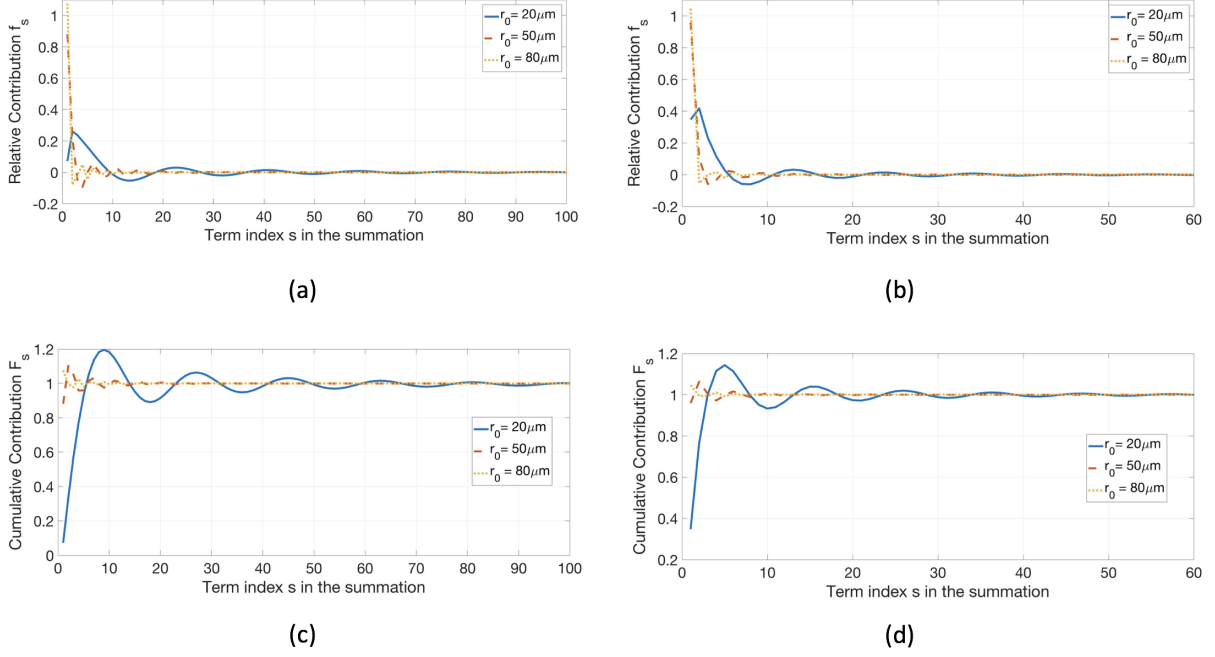 Relative Contribution f_s
1
0.8
0.6
0.4
0.2
0
-0.2
0 10 20 30 40 50 60 70 80 90 100
Term index s in the summation
r_0 = 20μm
r_0 = 50μm
r_0 = 80μm
(a)
Relative Contribution f_s
1
0.8
0.6
0.4
0.2
0
-0.2
0 10 20 30 40 50 60
Term index s in the summation
r_0 = 20μm
r_0 = 50μm
r_0 = 80μm
(b)
Cumulative Contribution F_s
1.2
1
0.8
0.6
0.4
0.2
0
0 10 20 30 40 50 60 70 80 90 100
Term index s in the summation
r_0 = 20μm
r_0 = 50μm
r_0 = 80μm
(c)
Cumulative Contribution F_s
1.2
1
0.8
0.6
0.4
0.2
0 10 20 30 40 50 60
Term index s in the summation
r_0 = 20μm
r_0 = 50μm
r_0 = 80μm
(d)